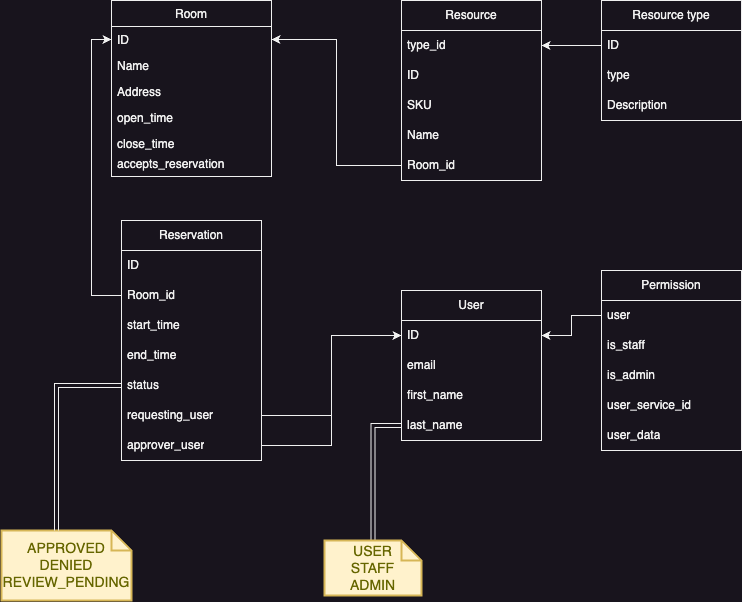 Room
ID
Name
Address
open_time
close_time
accepts_reservation
Resource
type_id
ID
SKU
Name
Room_id
Resource type
ID
type
Description
Reservation
ID
Room_id
start_time
end_time
status
requesting_user
approver_user
User
ID
email
first_name
last_name
Permission
user
is_staff
is_admin
user_service_id
user_data
APPROVED
DENIED
REVIEW_PENDING
USER
STAFF
ADMIN